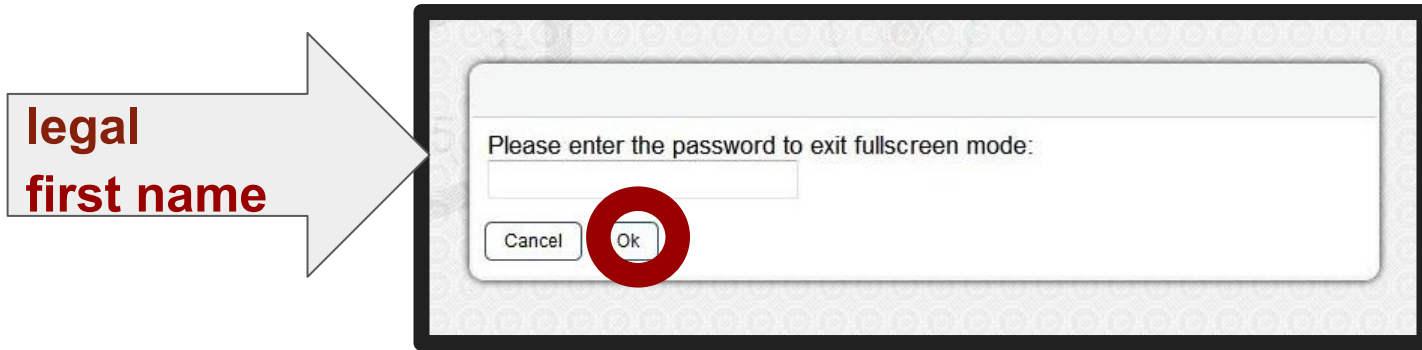 legal
first name
Please enter the password to exit fullscreen mode:
Cancel
Ok